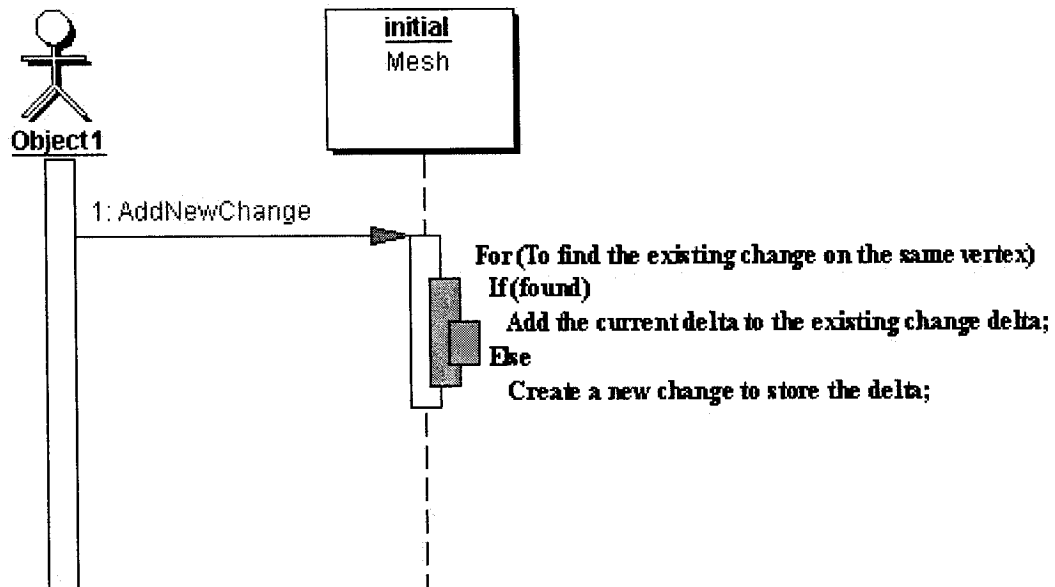 initial
Mesh
Object1
1: AddNewChange
For (To find the existing change on the same vertex)
If (found)
Add the current delta to the existing change delta;
Else
Create a new change to store the delta;